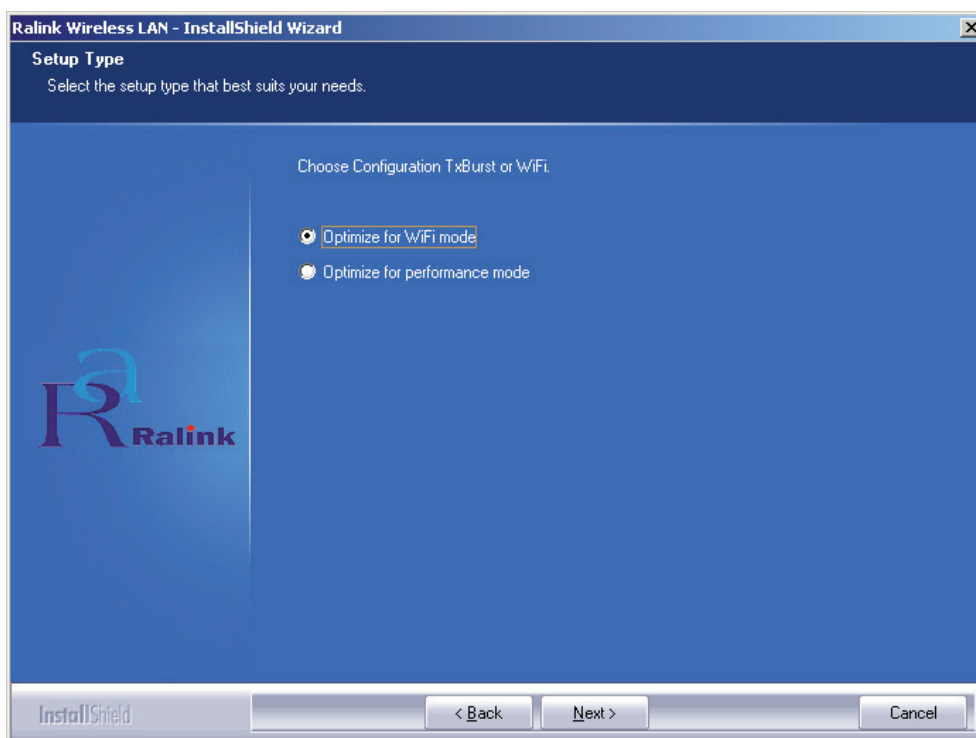 Ralink Wireless LAN - InstallShield Wizard
Setup Type
Select the setup type that best suits your needs.
Choose Configuration TxBurst or WiFi.
Optimize for WiFi mode
Optimize for performance mode
Ra
Ralink
InstallShield
< Back
Next >
Cancel